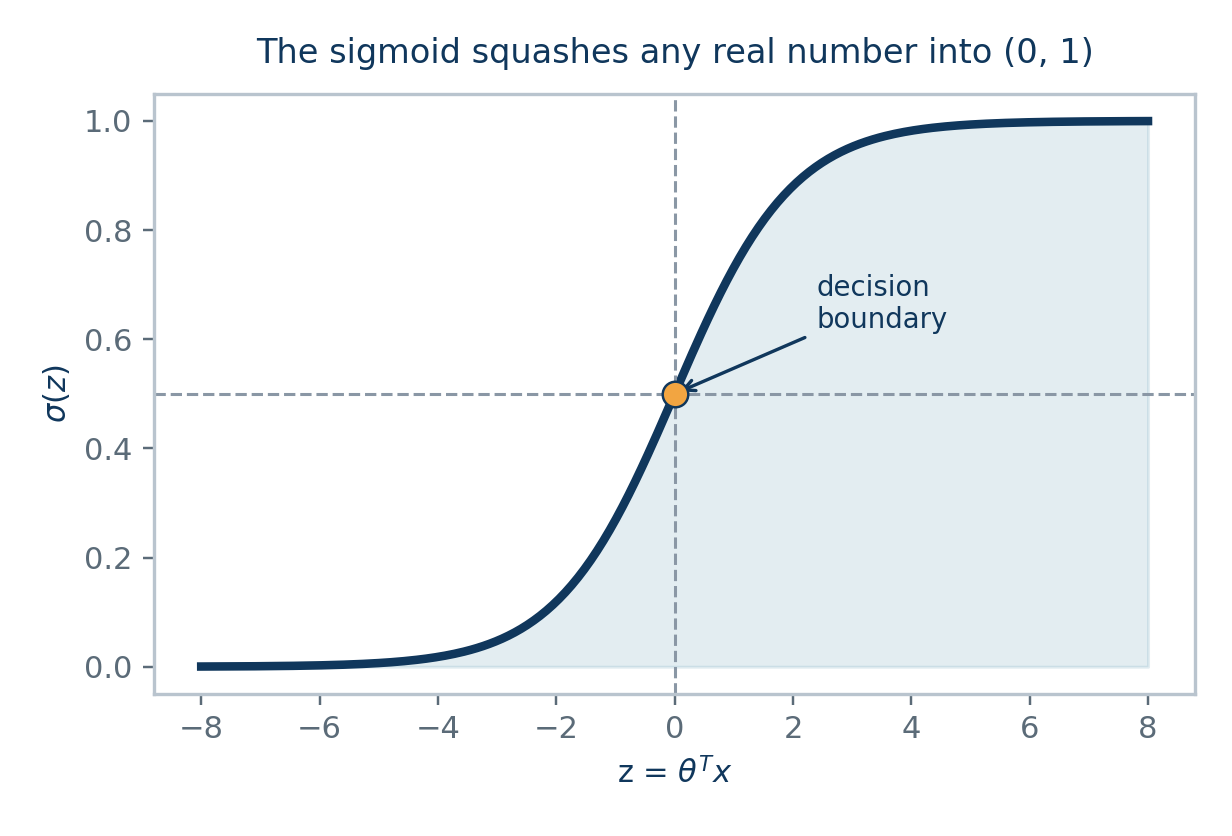 The sigmoid squashes any real number into (0, 1)
1.0
0.8
0.6
0.4
0.2
0.0
σ(z)
decision
boundary
−8 −6 −4 −2 0 2 4 6 8
z = θᵀx